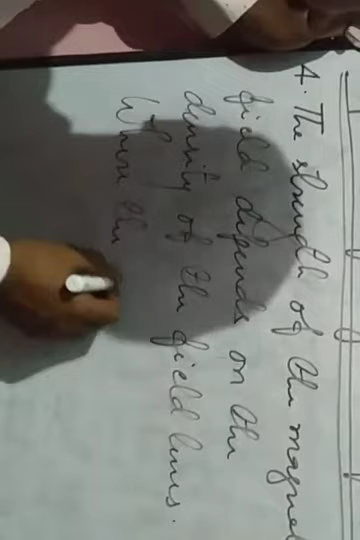 4. The strength of the magnet
field depends on the
density of the field lines.
Where the